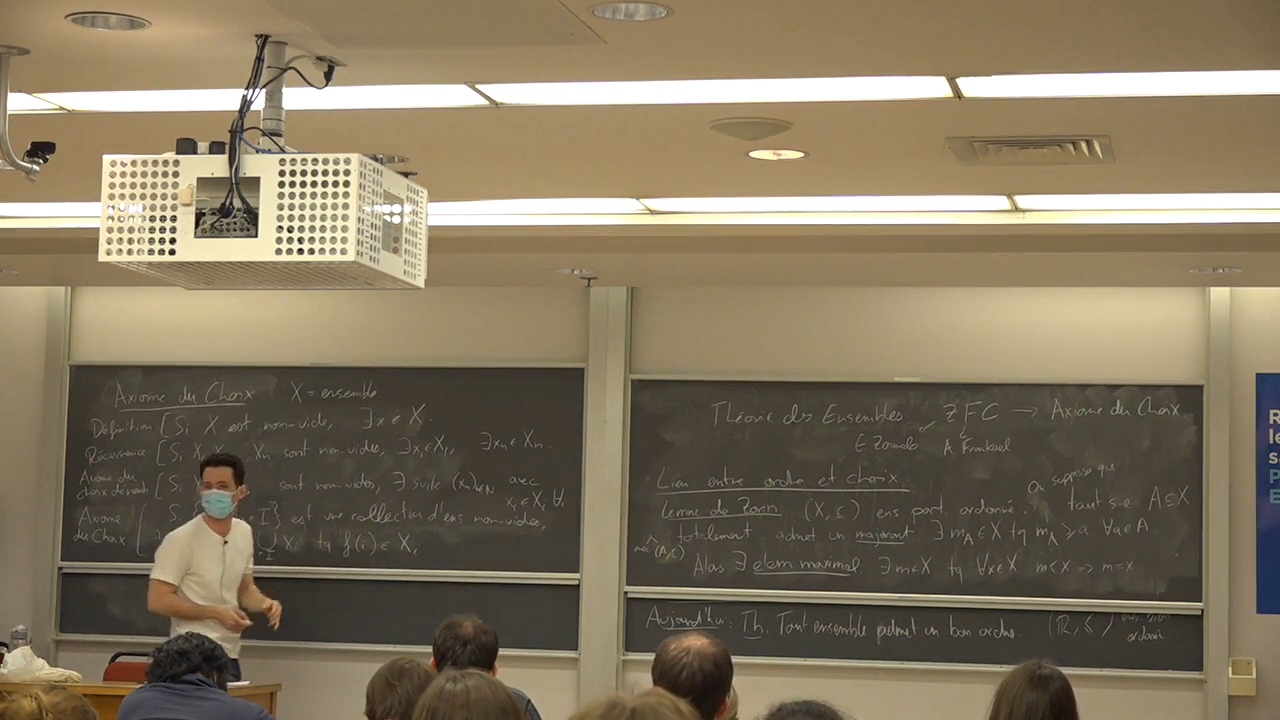 Axiome du Choix X = ensemble
Définition [Si X est non-vide, ∃ x ∈ X.
Récurrence [Si X₁ Xₙ sont non-vides, ∃x₁∈X₁, ... ∃xₙ∈Xₙ
Axiome du [Si sont non-vides, ∃ suite (xₙ)ₙ∈ℕ avec
choix xᵢ∈Xᵢ ∀i
Axiome ∈ I} est une collection d'ens non-vides,
du Choix ⋃ Xᵢ tq f(i) ∈ Xᵢ
Théorie des Ensembles ZFC → Axiome du Choix
E. Zermelo A. Fraenkel
Lien entre ordre et choix. On suppose que
Lemme de Zorn (X, ≤) ens part. ordonné. tout s-e A⊆X
totalement admet un majorant ∃ m_A∈X tq m_A ≥ a ∀a∈A
Alors ∃ elem maximal ∃ m∈X tq ∀x∈X m≤x => m=x
Aujourd'hui: Th. Tout ensemble admet un bon ordre. (ℝ, ≤)
ordonné
R
le
sa
P
E